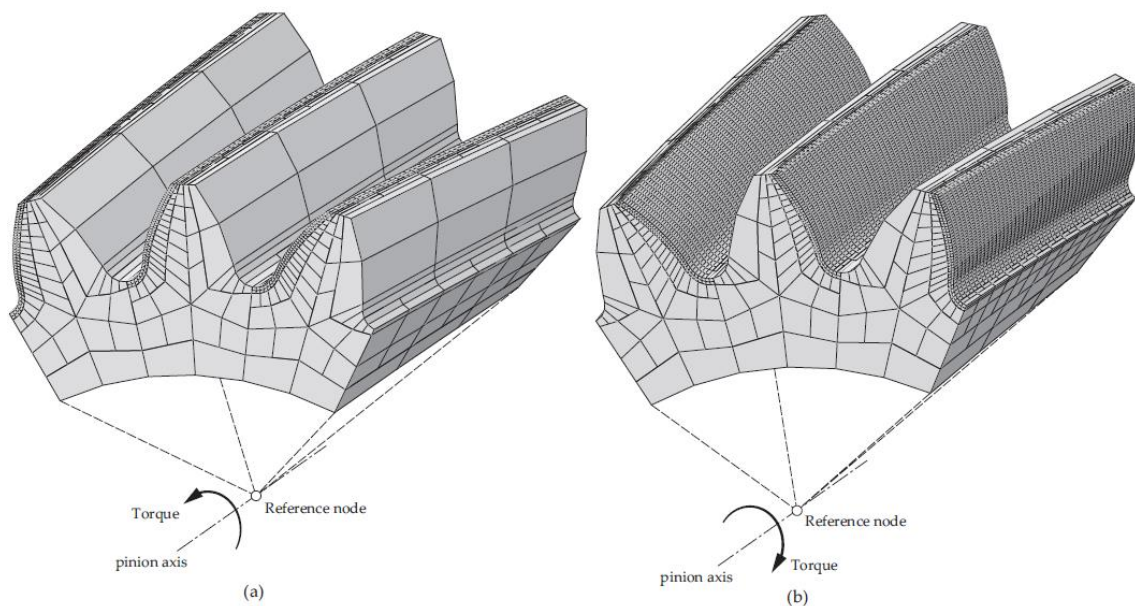 Torque
Reference node
pinion axis
(a)
Reference node
Torque
pinion axis
(b)